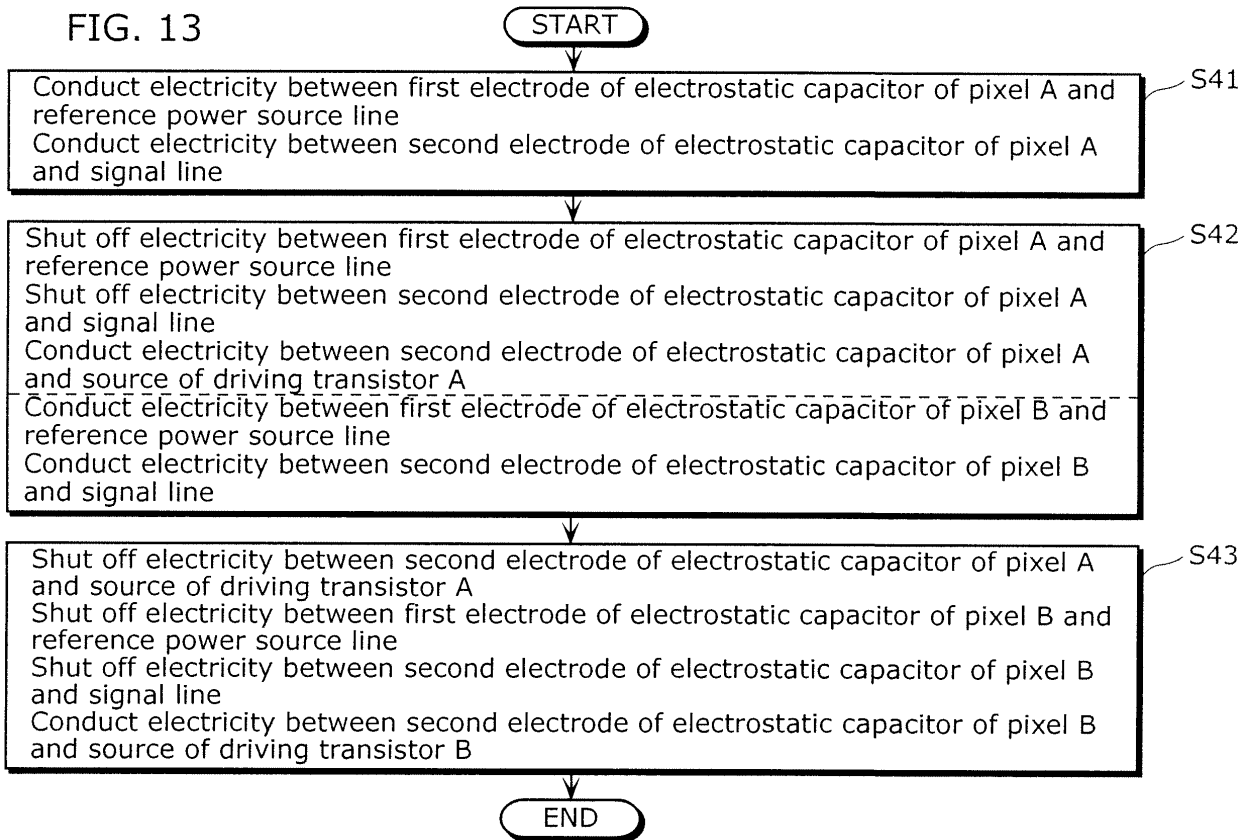 FIG. 13
START
Conduct electricity between first electrode of electrostatic capacitor of pixel A and
reference power source line
Conduct electricity between second electrode of electrostatic capacitor of pixel A
and signal line
S41
Shut off electricity between first electrode of electrostatic capacitor of pixel A and
reference power source line
Shut off electricity between second electrode of electrostatic capacitor of pixel A
and signal line
Conduct electricity between second electrode of electrostatic capacitor of pixel A
and source of driving transistor A
Conduct electricity between first electrode of electrostatic capacitor of pixel B and
reference power source line
Conduct electricity between second electrode of electrostatic capacitor of pixel B
and signal line
S42
Shut off electricity between second electrode of electrostatic capacitor of pixel A
and source of driving transistor A
Shut off electricity between first electrode of electrostatic capacitor of pixel B and
reference power source line
Shut off electricity between second electrode of electrostatic capacitor of pixel B
and signal line
Conduct electricity between second electrode of electrostatic capacitor of pixel B
and source of driving transistor B
S43
END